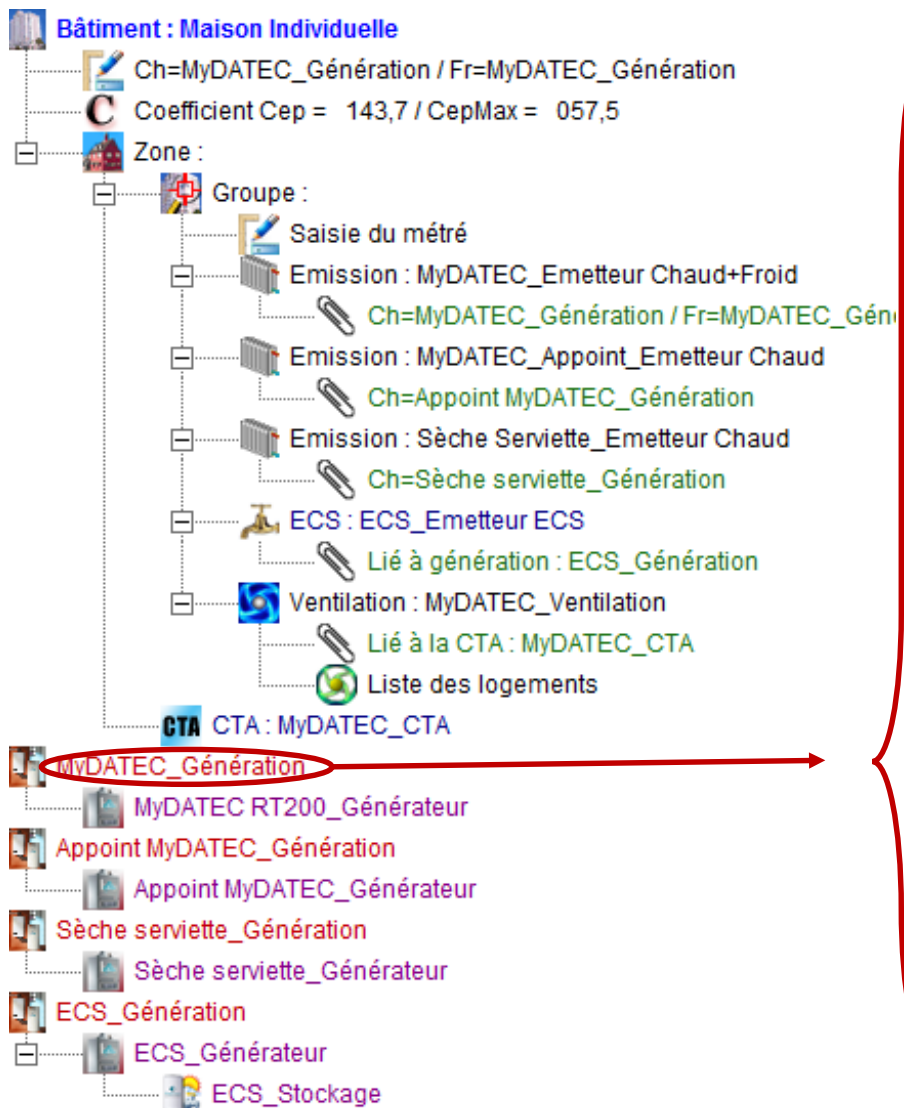 Bâtiment : Maison Individuelle
Ch=MyDATEC_Génération / Fr=MyDATEC_Génération
C Coefficient Cep = 143,7 / CepMax = 057,5
Zone :
Groupe :
Saisie du métré
Emission : MyDATEC_Emetteur Chaud+Froid
Ch=MyDATEC_Génération / Fr=MyDATEC_Géné
Emission : MyDATEC_Appoint_Emetteur Chaud
Ch=Appoint MyDATEC_Génération
Emission : Sèche Serviette_Emetteur Chaud
Ch=Sèche serviette_Génération
ECS : ECS_Emetteur ECS
Lié à génération : ECS_Génération
Ventilation : MyDATEC_Ventilation
Lié à la CTA : MyDATEC_CTA
Liste des logements
CTA CTA : MyDATEC_CTA
MyDATEC_Génération
MyDATEC RT200_Générateur
Appoint MyDATEC_Génération
Appoint MyDATEC_Générateur
Sèche serviette_Génération
Sèche serviette_Générateur
ECS_Génération
ECS_Générateur
ECS_Stockage